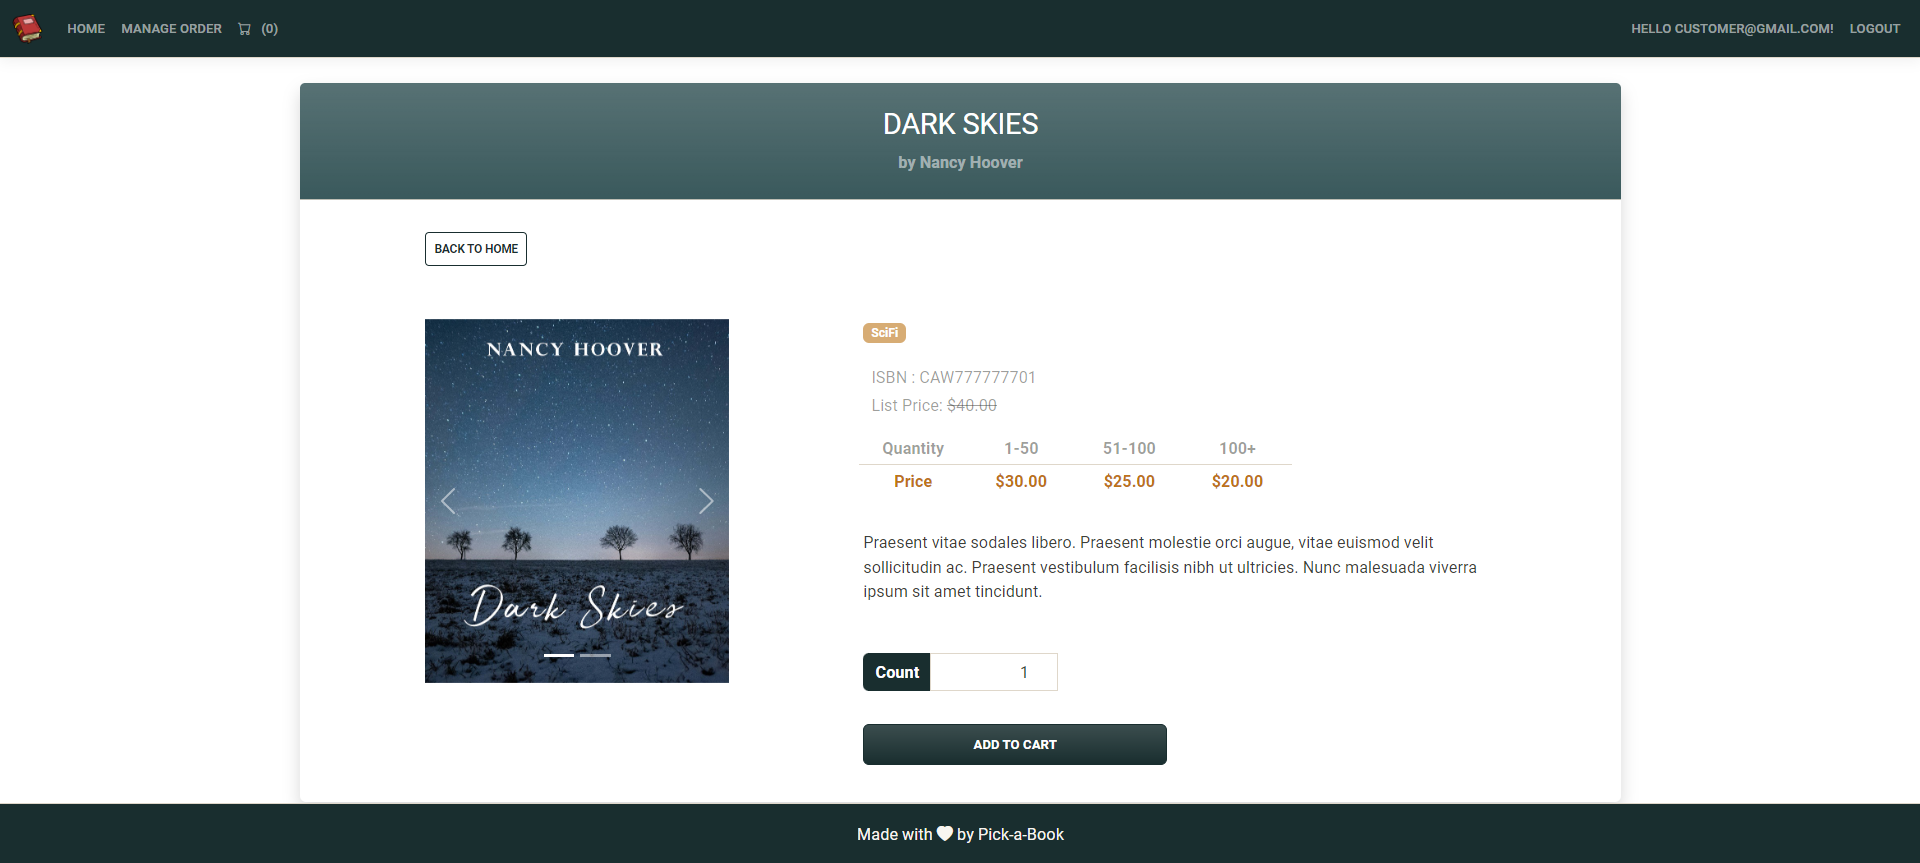 HOME MANAGE ORDER (0) HELLO CUSTOMER@GMAIL.COM! LOGOUT
DARK SKIES
by Nancy Hoover
BACK TO HOME
NANCY HOOVER
Dark Skies
SciFi
ISBN : CAW777777701
List Price: $40.00
Quantity 1-50 51-100 100+
Price $30.00 $25.00 $20.00
Praesent vitae sodales libero. Praesent molestie orci augue, vitae euismod velit
sollicitudin ac. Praesent vestibulum facilisis nibh ut ultricies. Nunc malesuada viverra
ipsum sit amet tincidunt.
Count 1
ADD TO CART
Made with by Pick-a-Book